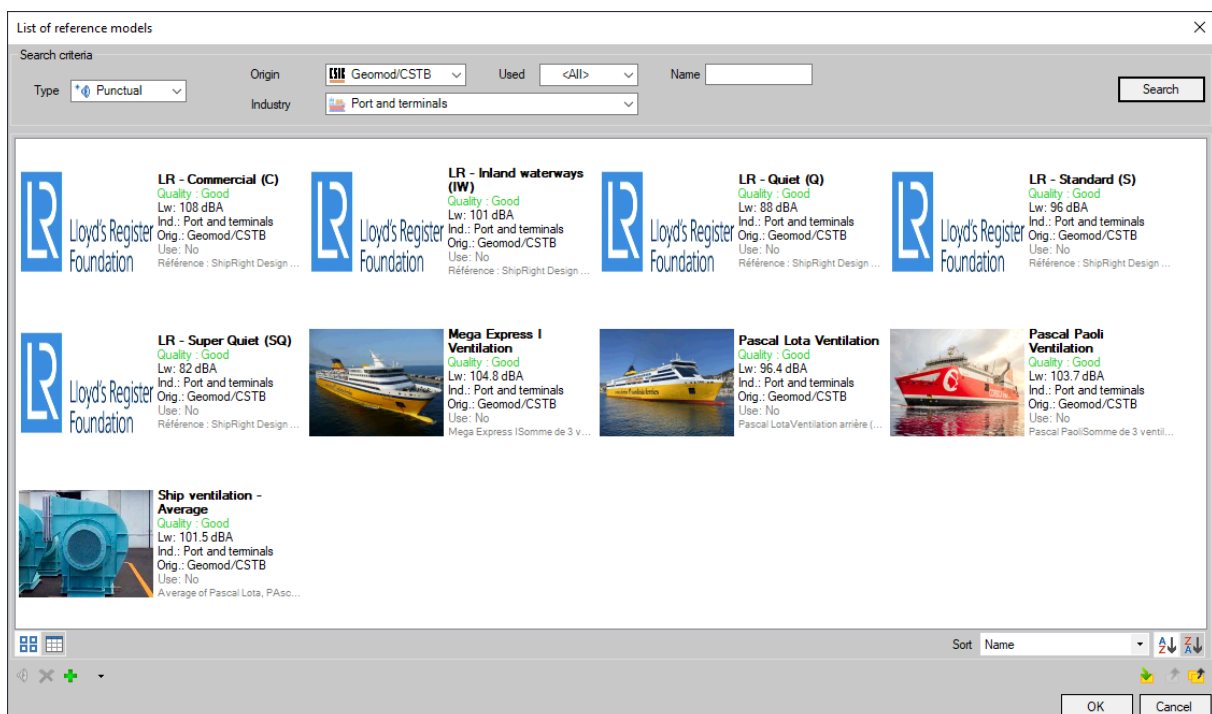 List of reference models
Search criteria
Type Punctual
Origin Geomod/CSTB
Used <All>
Name
Industry Port and terminals
Search
LR Lloyd's Register Foundation
LR - Commercial (C)
Quality : Good
Lw: 108 dBA
Ind.: Port and terminals
Orig.: Geomod/CSTB
Use: No
Référence : ShipRight Design ...
LR Lloyd's Register Foundation
LR - Inland waterways
(IW)
Quality : Good
Lw: 101 dBA
Ind.: Port and terminals
Orig.: Geomod/CSTB
Use: No
Référence : ShipRight Design ...
LR Lloyd's Register Foundation
LR - Quiet (Q)
Quality : Good
Lw: 88 dBA
Ind.: Port and terminals
Orig.: Geomod/CSTB
Use: No
Référence : ShipRight Design ...
LR Lloyd's Register Foundation
LR - Standard (S)
Quality : Good
Lw: 96 dBA
Ind.: Port and terminals
Orig.: Geomod/CSTB
Use: No
Référence : ShipRight Design ...
LR Lloyd's Register Foundation
LR - Super Quiet (SQ)
Quality : Good
Lw: 82 dBA
Ind.: Port and terminals
Orig.: Geomod/CSTB
Use: No
Référence : ShipRight Design ...
Mega Express I
Ventilation
Quality : Good
Lw: 104.8 dBA
Ind.: Port and terminals
Orig.: Geomod/CSTB
Use: No
Mega Express ISomme de 3 v...
Pascal Lota Ventilation
Quality : Good
Lw: 96.4 dBA
Ind.: Port and terminals
Orig.: Geomod/CSTB
Use: No
Pascal LotaVentilation arrière (...
Pascal Paoli
Ventilation
Quality : Good
Lw: 103.7 dBA
Ind.: Port and terminals
Orig.: Geomod/CSTB
Use: No
Pascal PaoliSomme de 3 ventil...
Ship ventilation -
Average
Quality : Good
Lw: 101.5 dBA
Ind.: Port and terminals
Orig.: Geomod/CSTB
Use: No
Average of Pascal Lota, PAsc...
Sort Name
OK Cancel